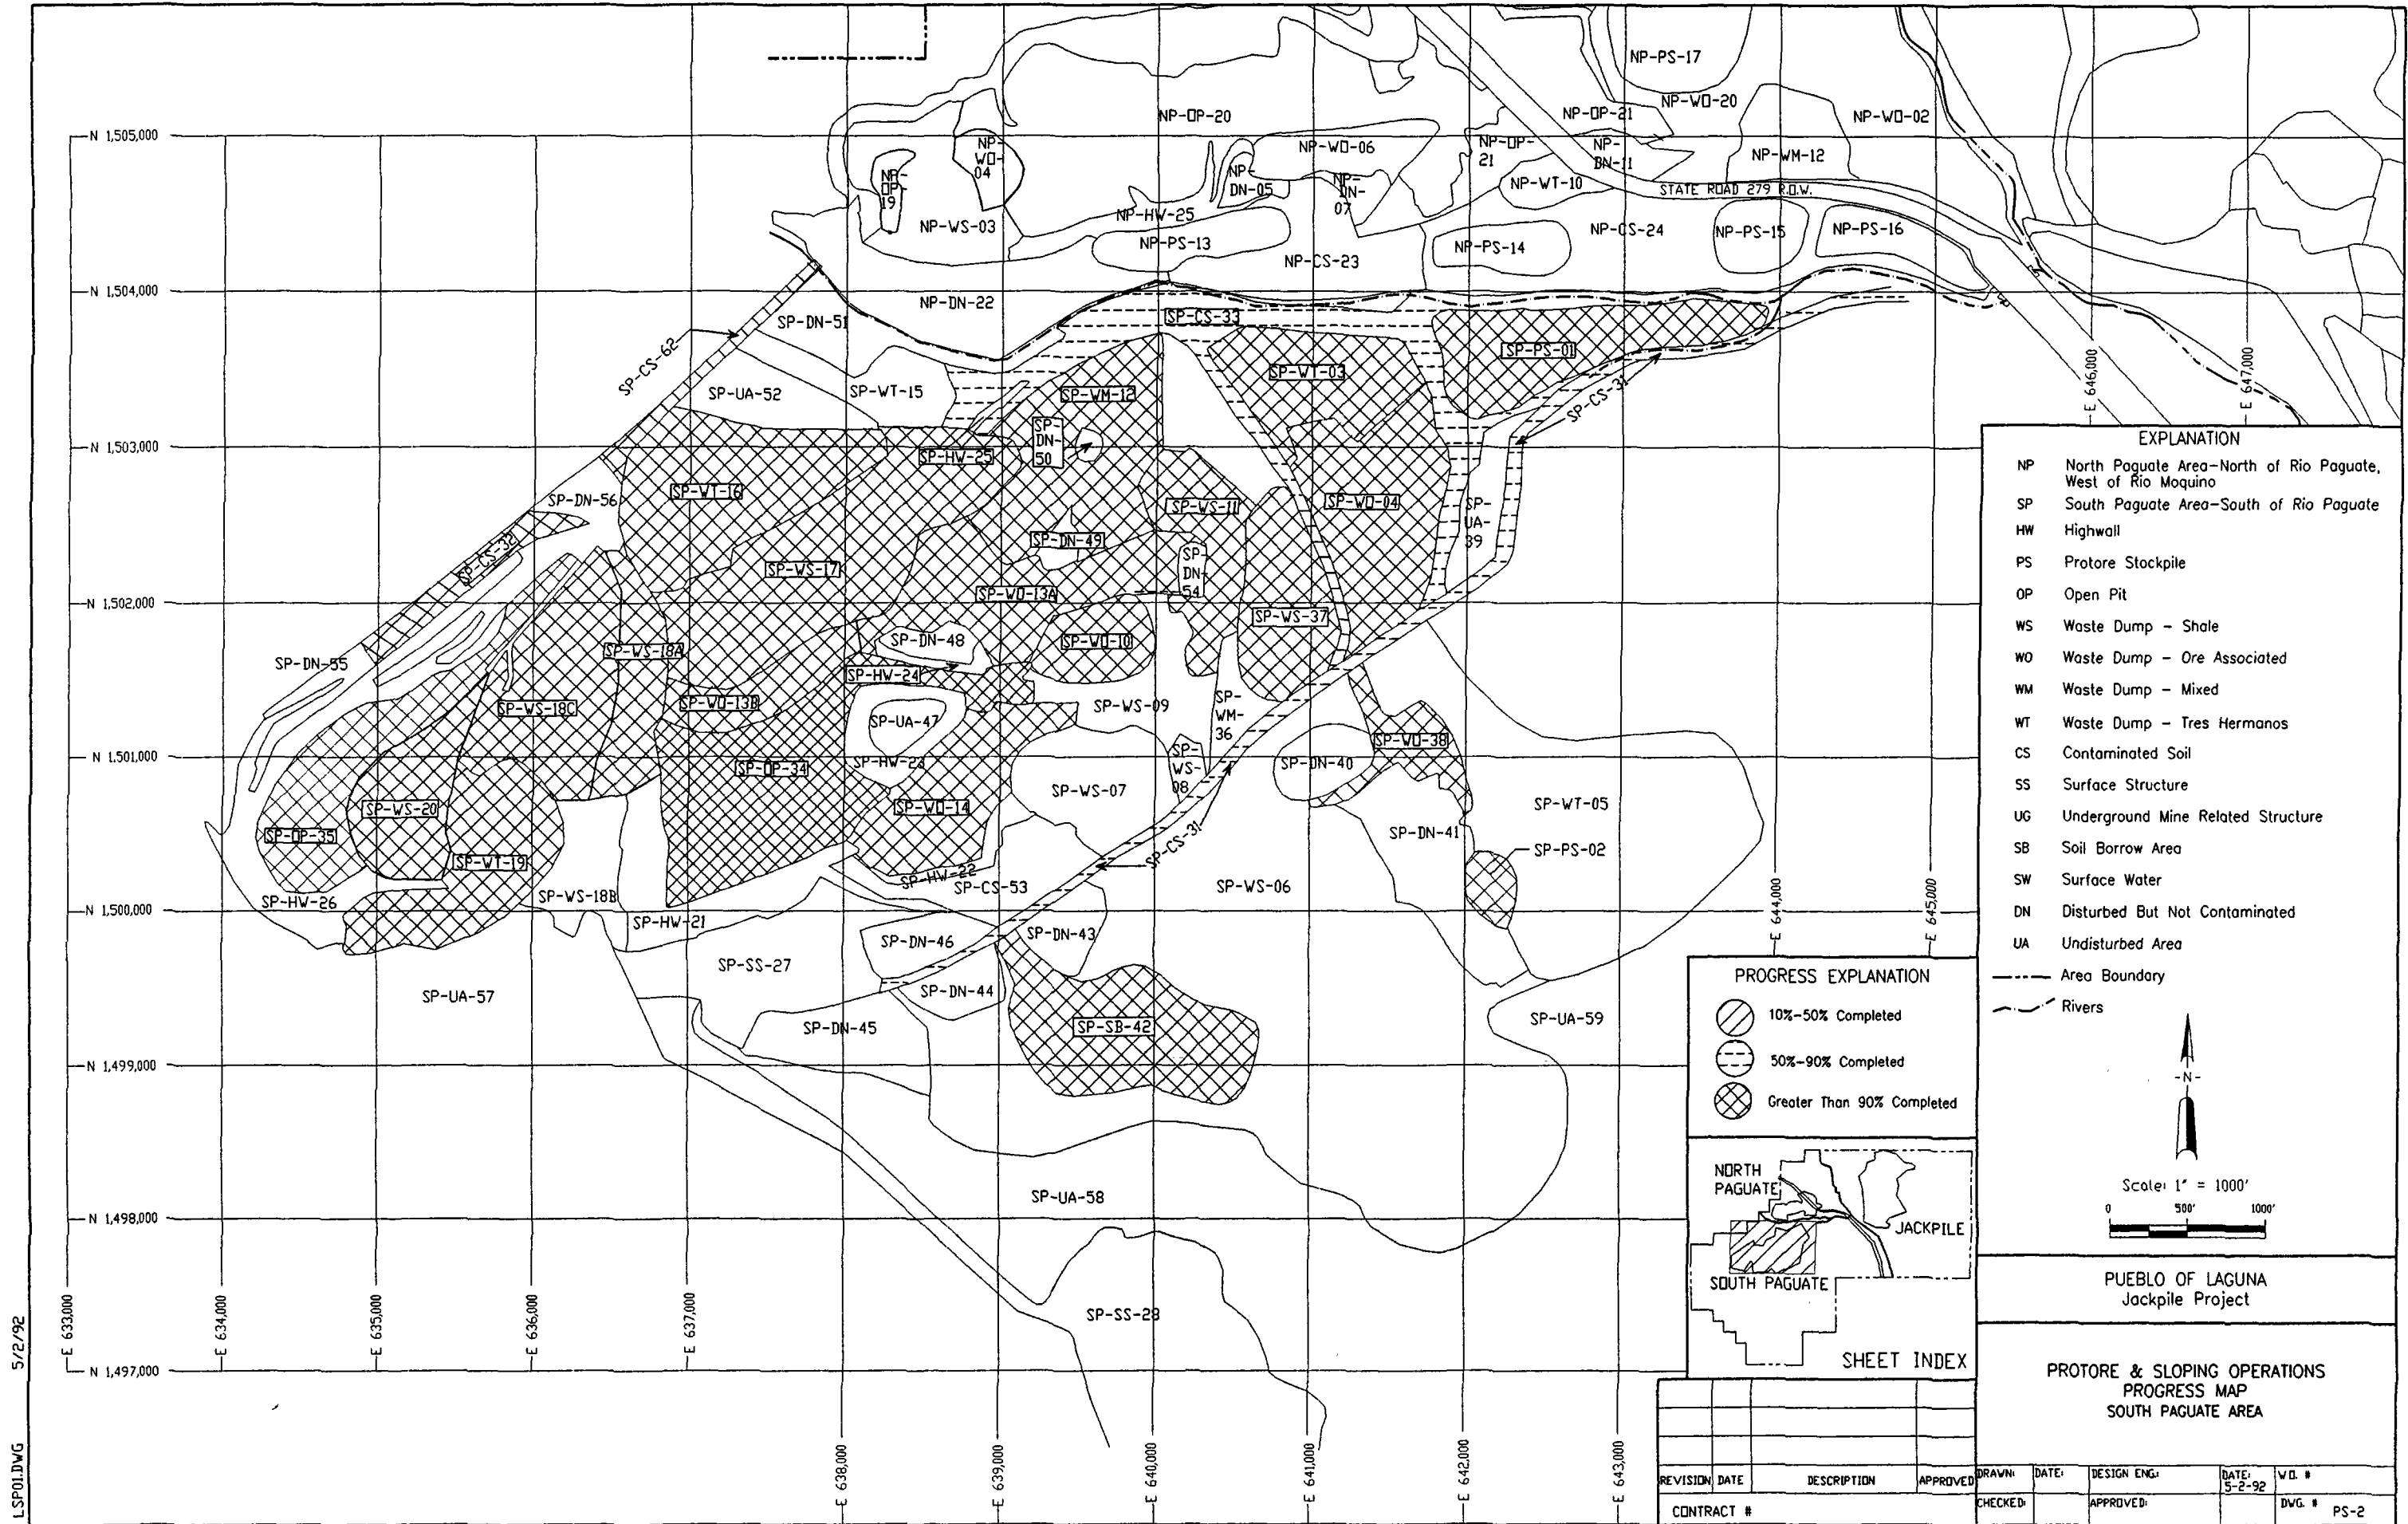 NP-PS-17
NP-OP-20
NP-OP-21
NP-WO-20
NP-WO-02
N 1,505,000
NP-
WO-
04
NP-WO-06
NP-OP-
21
NP-
DN-11
NP-WM-12
NP-
OP-
19
NP-
DN-05
NP-
DN-
07
NP-WT-10
STATE ROAD 279 R.O.W.
NP-WS-03
NP-HW-25
NP-PS-13
NP-CS-23
NP-PS-14
NP-CS-24
NP-PS-15
NP-PS-16
N 1,504,000
NP-DN-22
SP-DN-51
SP-CS-33
SP-CS-62
SP-PS-01
SP-WT-03
SP-CS-31
E 646,000
E 647,000
SP-UA-52
SP-WT-15
SP-WM-12
SP-
DN-
50
N 1,503,000
SP-HW-25
SP-DN-56
SP-WT-16
SP-WS-11
SP-WO-04
SP-
UA-
39
SP-CS-32
SP-WS-17
SP-DN-49
SP-
DN-
54
N 1,502,000
SP-WO-13A
SP-WS-37
SP-DN-55
SP-WS-18A
SP-DN-48
SP-WO-10
SP-HW-24
SP-WS-18C
SP-WO-13B
SP-UA-47
SP-WS-09
SP-
WM-
36
N 1,501,000
SP-OP-34
SP-HW-23
SP-
WS-
08
SP-DN-40
SP-WO-38
SP-WS-20
SP-WO-14
SP-WS-07
SP-WT-05
SP-OP-35
SP-WT-19
SP-DN-41
SP-PS-02
SP-CS-31
SP-HW-26
SP-WS-18B
SP-HW-22
SP-CS-53
SP-WS-06
N 1,500,000
SP-HW-21
SP-DN-46
SP-DN-43
E 644,000
E 645,000
SP-SS-27
SP-UA-57
SP-DN-44
SP-DN-45
SP-SB-42
SP-UA-59
N 1,499,000
SP-UA-58
N 1,498,000
SP-SS-28
N 1,497,000
E 633,000
E 634,000
E 635,000
E 636,000
E 637,000
E 638,000
E 639,000
E 640,000
E 641,000
E 642,000
E 643,000
EXPLANATION
NP North Paguate Area-North of Rio Paguate,
West of Rio Moquino
SP South Paguate Area-South of Rio Paguate
HW Highwall
PS Protore Stockpile
OP Open Pit
WS Waste Dump - Shale
WO Waste Dump - Ore Associated
WM Waste Dump - Mixed
WT Waste Dump - Tres Hermanos
CS Contaminated Soil
SS Surface Structure
UG Underground Mine Related Structure
SB Soil Borrow Area
SW Surface Water
DN Disturbed But Not Contaminated
UA Undisturbed Area
Area Boundary
Rivers
-N-
Scale: 1" = 1000'
0 500' 1000'
PROGRESS EXPLANATION
10%-50% Completed
50%-90% Completed
Greater Than 90% Completed
NORTH
PAGUATE
JACKPILE
SOUTH PAGUATE
SHEET INDEX
PUEBLO OF LAGUNA
Jackpile Project
PROTORE & SLOPING OPERATIONS
PROGRESS MAP
SOUTH PAGUATE AREA
REVISION DATE DESCRIPTION APPROVED
CONTRACT #
DRAWN: DATE: DESIGN ENG.: DATE: 5-2-92 W.O. #
CHECKED: APPROVED: DWG. # PS-2
LSP01.DWG 5/2/92